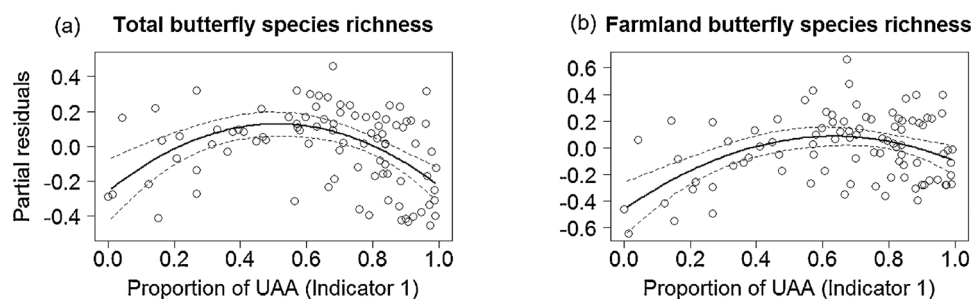 (a) Total butterfly species richness
Partial residuals
0.4
0.2
0.0
-0.2
-0.4
0.0 0.2 0.4 0.6 0.8 1.0
Proportion of UAA (Indicator 1)
(b) Farmland butterfly species richness
0.6
0.4
0.2
0.0
-0.2
-0.4
-0.6
0.0 0.2 0.4 0.6 0.8 1.0
Proportion of UAA (Indicator 1)